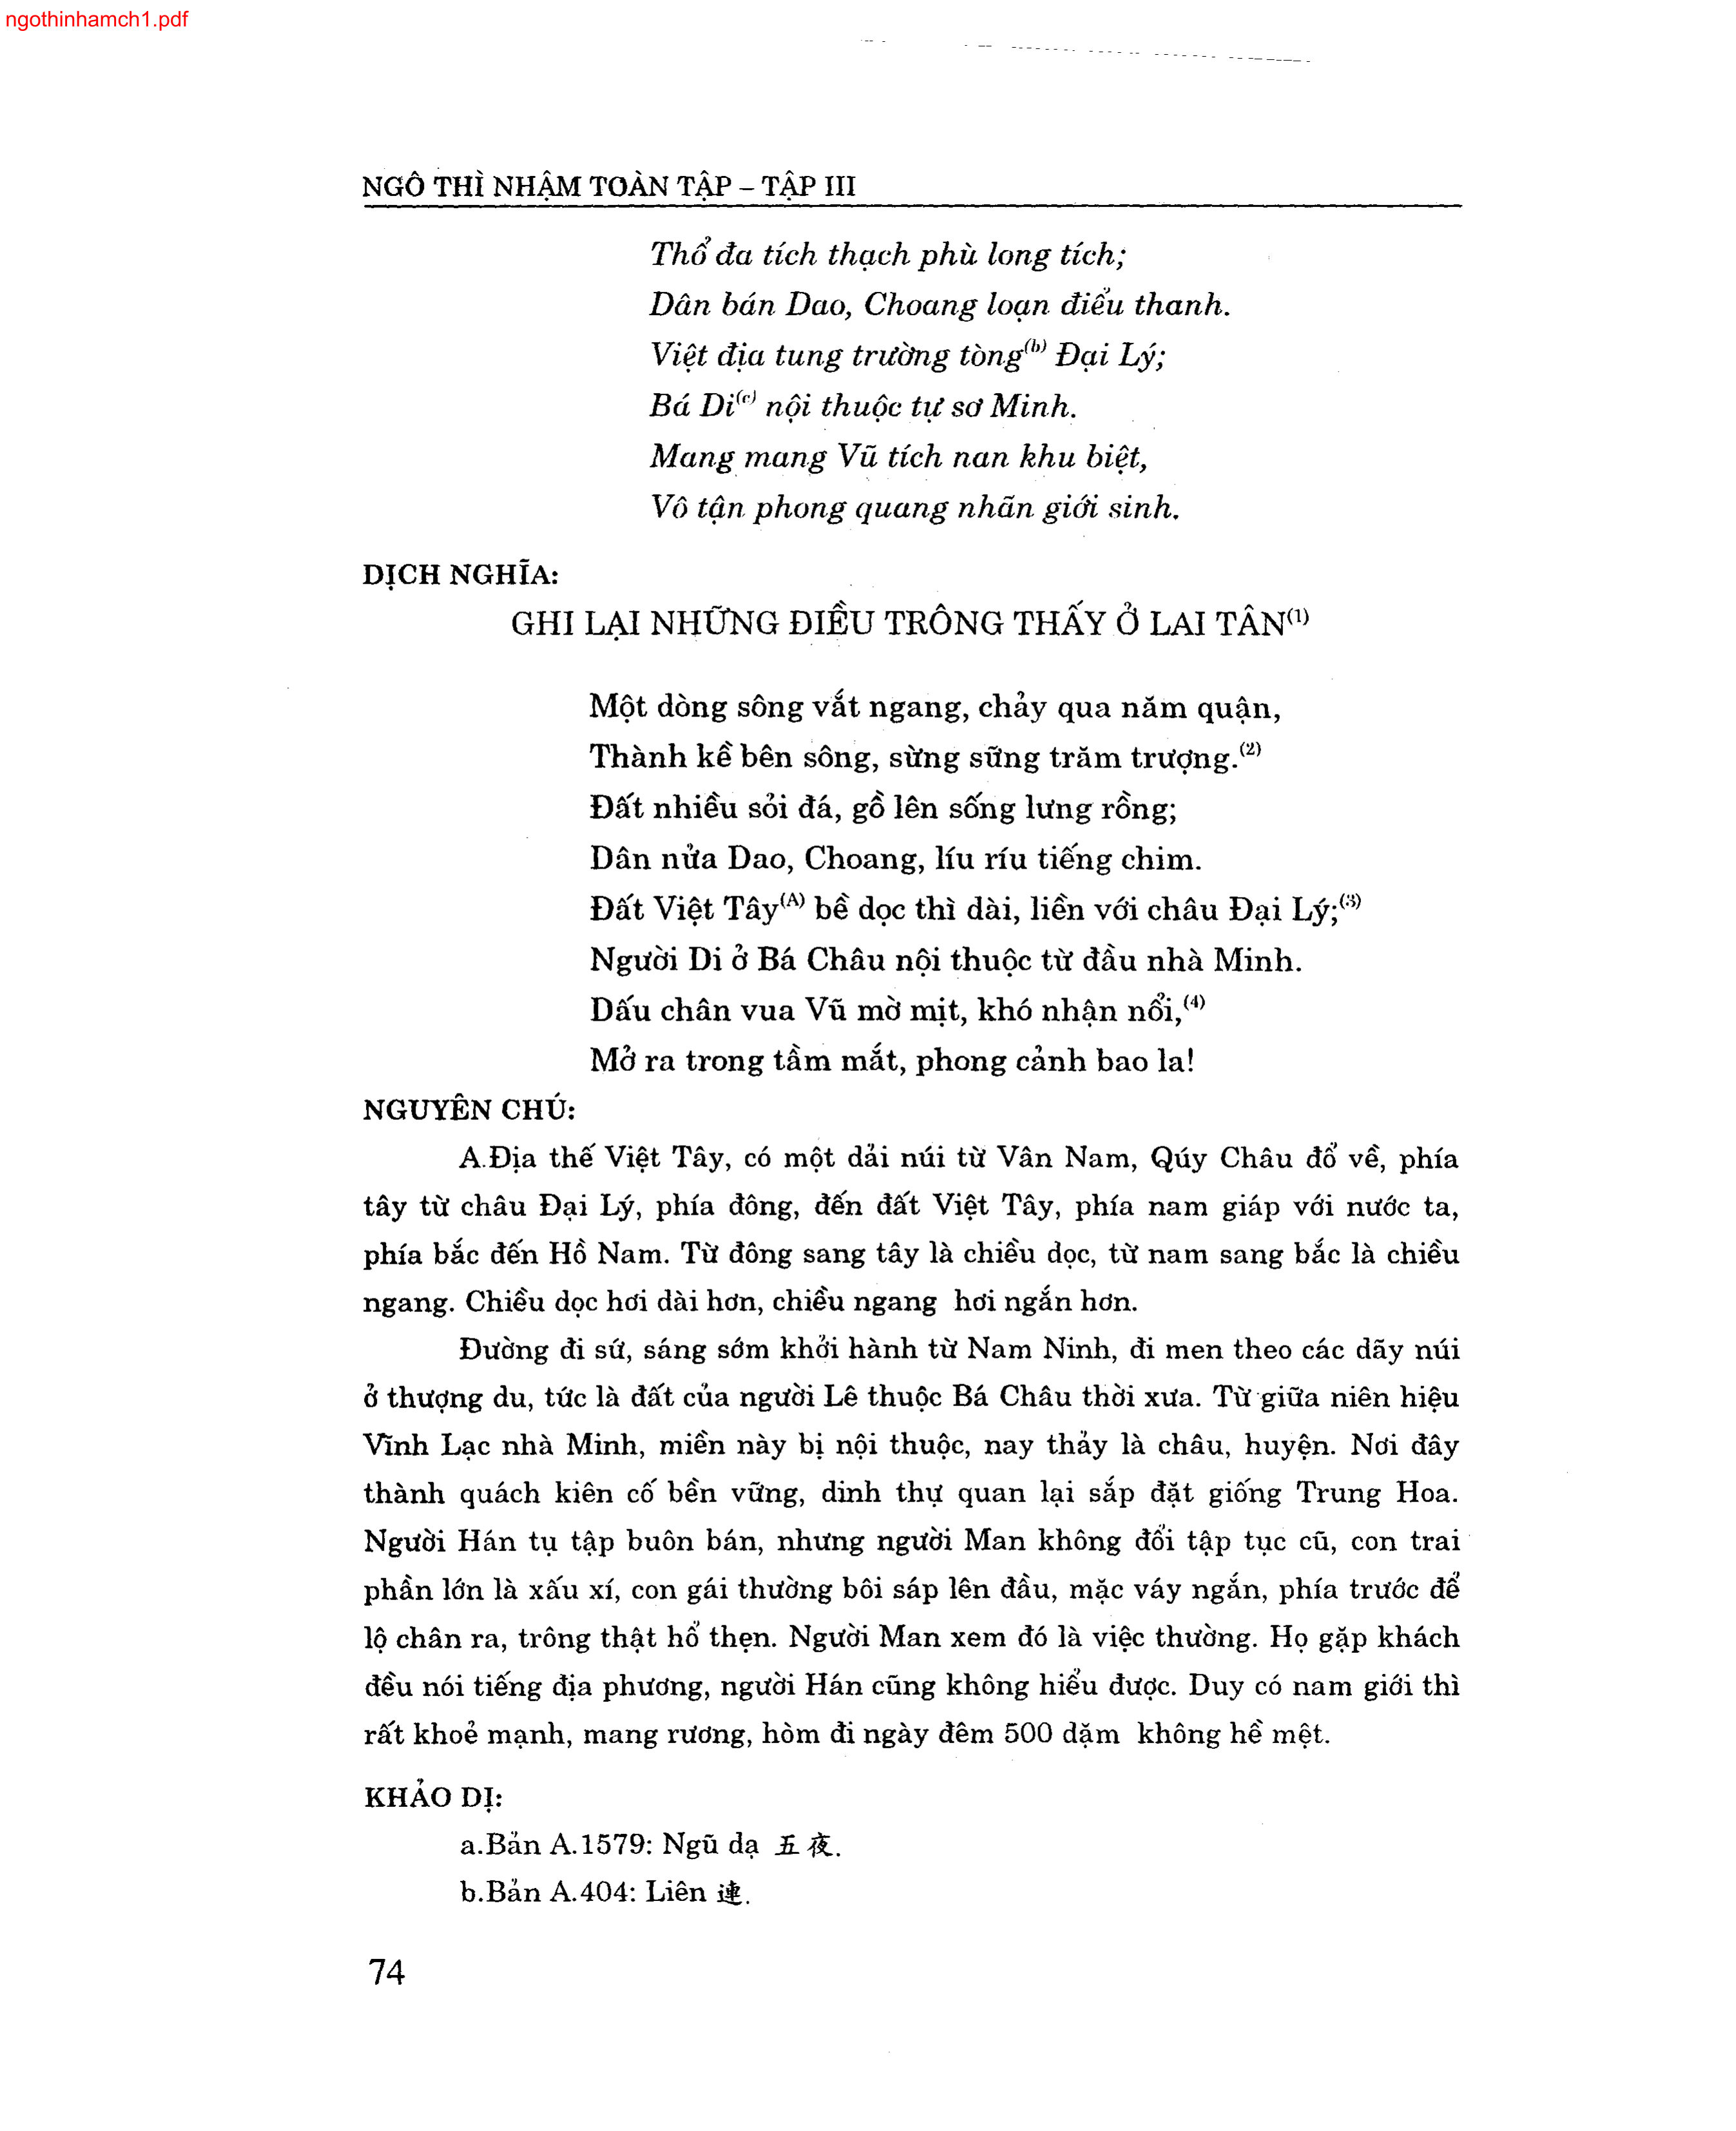 ngothinhamch1.pdf
NGÔ THÌ NHẬM TOÀN TẬP – TẬP III
Thổ đa tích thạch phù long tích;
Dân bán Dao, Choang loạn điểu thanh.
Việt địa tung trường tòng(b) Đại Lý;
Bá Di(c) nội thuộc tự sơ Minh.
Mang mang Vũ tích nan khu biệt,
Vô tận phong quang nhãn giới sinh.
DỊCH NGHĨA:
GHI LẠI NHỮNG ĐIỀU TRÔNG THẤY Ở LAI TÂN(1)
Một dòng sông vắt ngang, chảy qua năm quận,
Thành kề bên sông, sừng sững trăm trượng.(2)
Đất nhiều sỏi đá, gồ lên sống lưng rồng;
Dân nửa Dao, Choang, líu ríu tiếng chim.
Đất Việt Tây(A) bề dọc thì dài, liền với châu Đại Lý;(3)
Người Di ở Bá Châu nội thuộc từ đầu nhà Minh.
Dấu chân vua Vũ mờ mịt, khó nhận nổi,(4)
Mở ra trong tầm mắt, phong cảnh bao la!
NGUYÊN CHÚ:
A.Địa thế Việt Tây, có một dải núi từ Vân Nam, Qúy Châu đổ về, phía
tây từ châu Đại Lý, phía đông, đến đất Việt Tây, phía nam giáp với nước ta,
phía bắc đến Hồ Nam. Từ đông sang tây là chiều dọc, từ nam sang bắc là chiều
ngang. Chiều dọc hơi dài hơn, chiều ngang hơi ngắn hơn.
Đường đi sứ, sáng sớm khởi hành từ Nam Ninh, đi men theo các dãy núi
ở thượng du, tức là đất của người Lê thuộc Bá Châu thời xưa. Từ giữa niên hiệu
Vĩnh Lạc nhà Minh, miền này bị nội thuộc, nay thảy là châu, huyện. Nơi đây
thành quách kiên cố bền vững, dinh thự quan lại sắp đặt giống Trung Hoa.
Người Hán tụ tập buôn bán, nhưng người Man không đổi tập tục cũ, con trai
phần lớn là xấu xí, con gái thường bôi sáp lên đầu, mặc váy ngắn, phía trước để
lộ chân ra, trông thật hổ thẹn. Người Man xem đó là việc thường. Họ gặp khách
đều nói tiếng địa phương, người Hán cũng không hiểu được. Duy có nam giới thì
rất khoẻ mạnh, mang rương, hòm đi ngày đêm 500 dặm không hề mệt.
KHẢO DỊ:
a.Bản A.1579: Ngũ dạ 五夜.
b.Bản A.404: Liên 連.
74